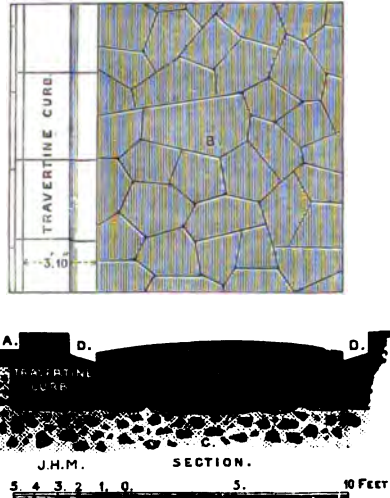 TRAVERTINE CURB.
B
3.10
A.
D.
D.
TRAVERTINE
CURB
C.
J.H.M.
SECTION.
5. 4 3. 2 1. 0. 5. 10 FEET